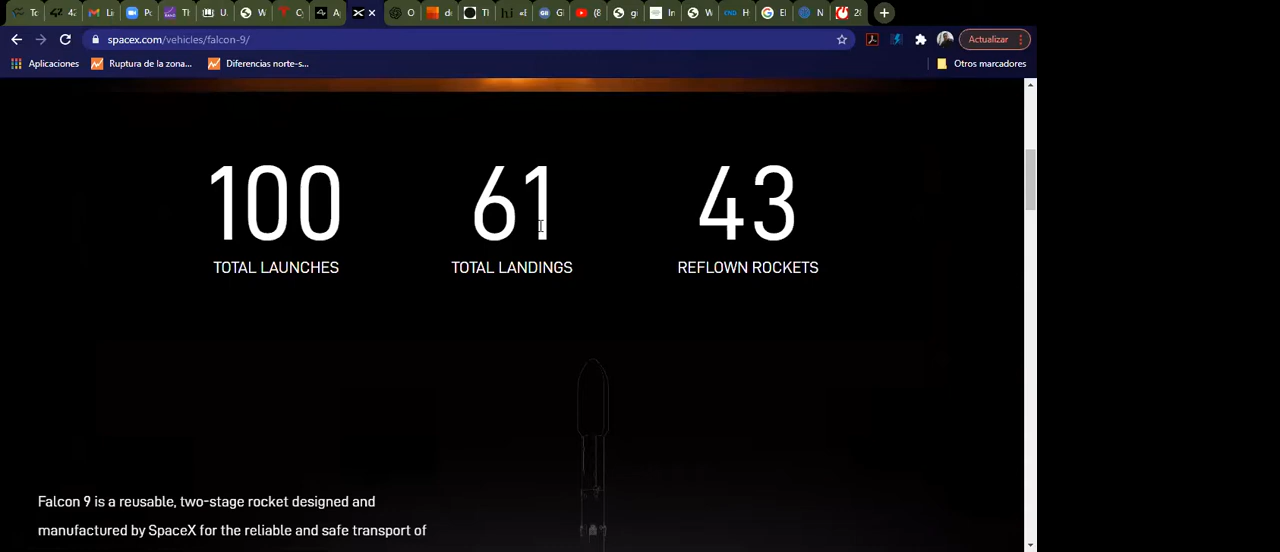 Actualizar
spacex.com/vehicles/falcon-9/
Aplicaciones
Ruptura de la zona...
Diferencias norte-s...
Otros marcadores
100 61 43
TOTAL LAUNCHES TOTAL LANDINGS REFLOWN ROCKETS
Falcon 9 is a reusable, two-stage rocket designed and
manufactured by SpaceX for the reliable and safe transport of